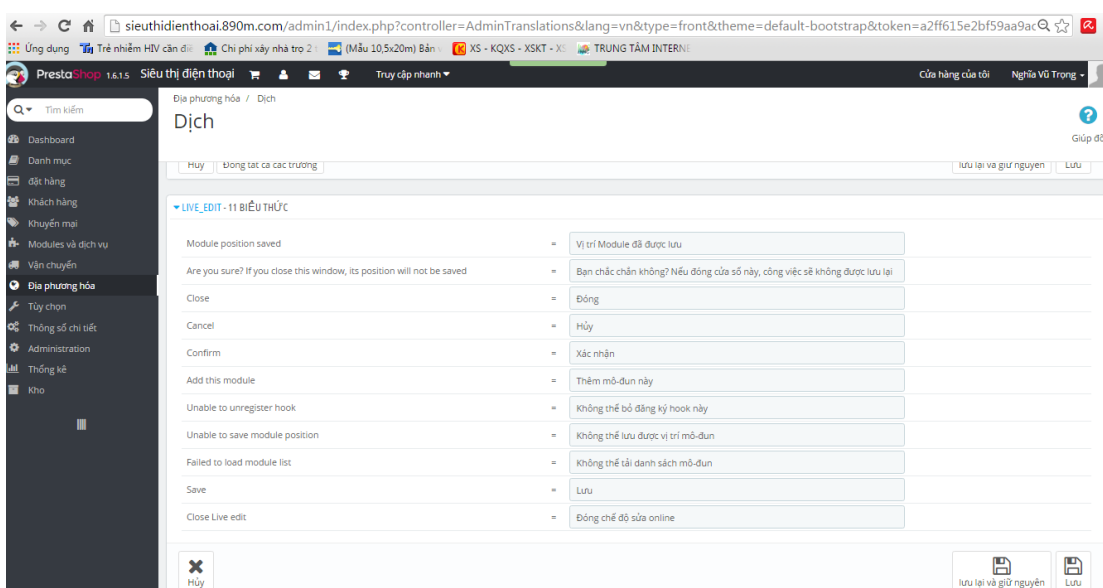 sieuthidienthoai.890m.com/admin1/index.php?controller=AdminTranslations&lang=vn&type=front&theme=default-bootstrap&token=a2ff615e2bf59aa9ac
Ứng dụng Trẻ nhiễm HIV cần đi Chi phí xây nhà trọ 2 (Mẫu 10,5x20m) Bản XS - KQXS - XSKT - XS TRUNG TÂM INTERNE
PrestaShop 1.6.1.5 Siêu thị điện thoại Truy cập nhanh Cửa hàng của tôi Nghĩa Vũ Trọng
Tìm kiếm
Dashboard
Danh mục
đặt hàng
Khách hàng
Khuyến mại
Modules và dịch vụ
Vận chuyển
Địa phương hóa
Tùy chọn
Thông số chi tiết
Administration
Thống kê
Kho
Địa phương hóa / Dịch
Dịch
Giúp đỡ
Hủy Đóng tất cả các trường lưu lại và giữ nguyên Lưu
LIVE_EDIT - 11 BIỂU THỨC
Module position saved = Vị trí Module đã được lưu
Are you sure? If you close this window, its position will not be saved = Bạn chắc chắn không? Nếu đóng cửa sổ này, công việc sẽ không được lưu lại
Close = Đóng
Cancel = Hủy
Confirm = Xác nhận
Add this module = Thêm mô-đun này
Unable to unregister hook = Không thể bỏ đăng ký hook này
Unable to save module position = Không thể lưu được vị trí mô-đun
Failed to load module list = Không thể tải danh sách mô-đun
Save = Lưu
Close Live edit = Đóng chế độ sửa online
Hủy lưu lại và giữ nguyên Lưu